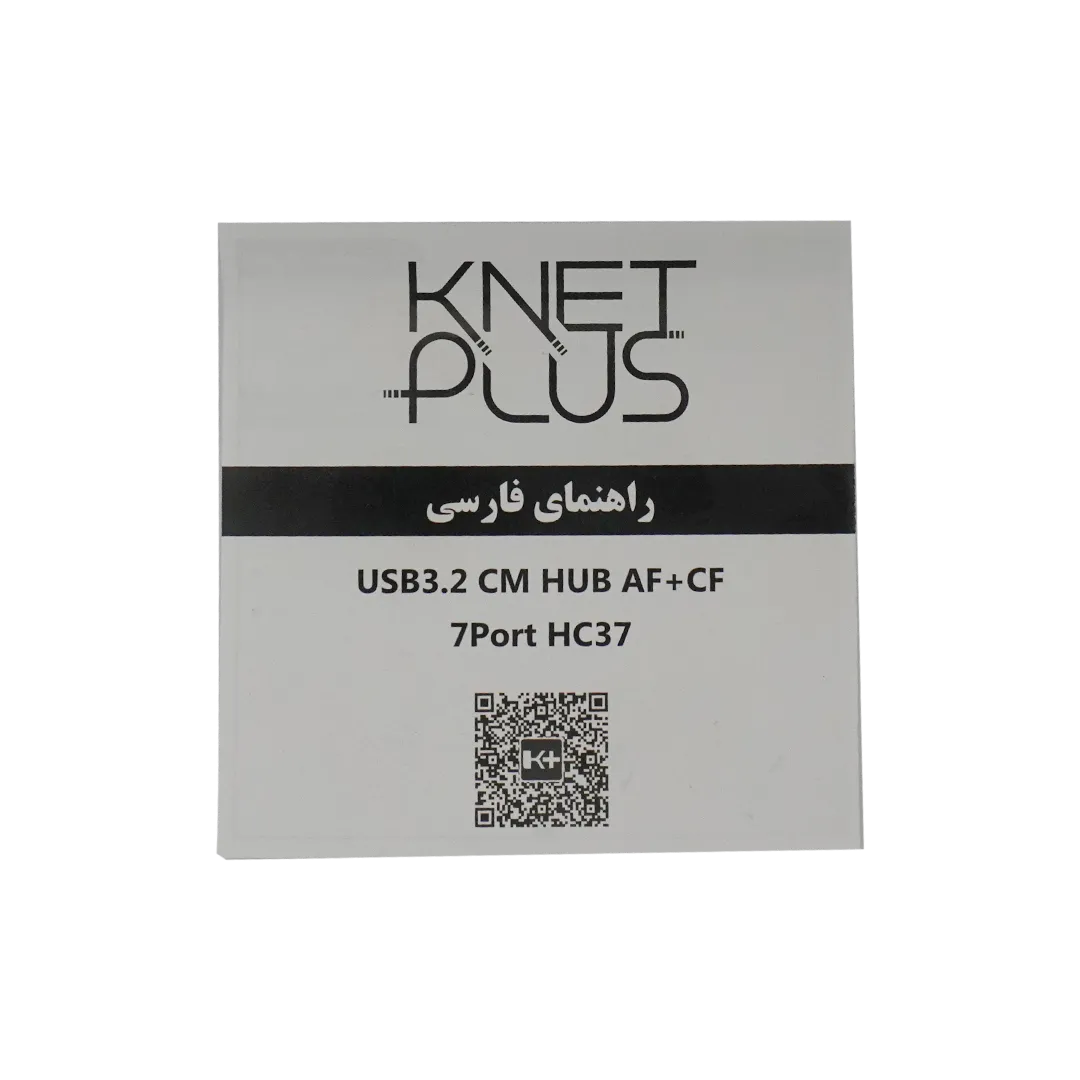 KNET
PLUS
راهنمای فارسی
USB3.2 CM HUB AF+CF
7Port HC37
K+